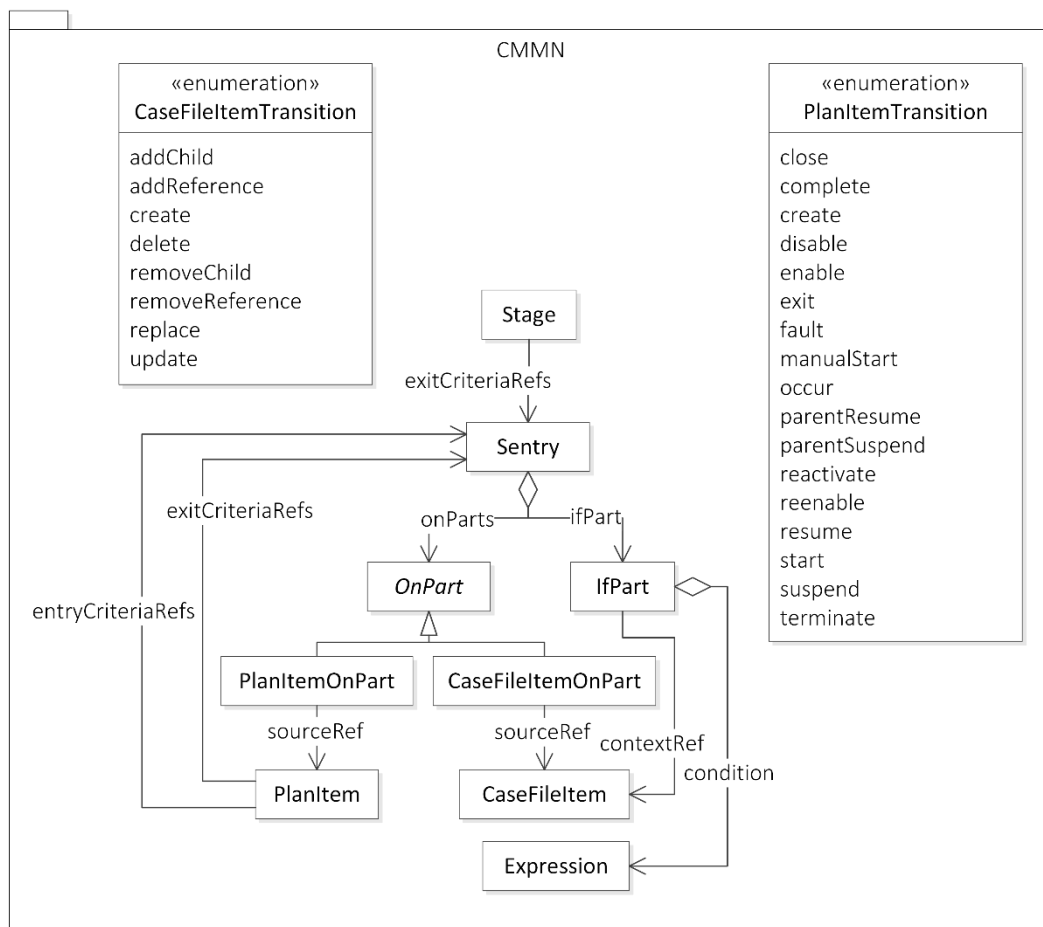 CMMN
«enumeration»
CaseFileItemTransition
addChild
addReference
create
delete
removeChild
removeReference
replace
update
«enumeration»
PlanItemTransition
close
complete
create
disable
enable
exit
fault
manualStart
occur
parentResume
parentSuspend
reactivate
reenable
resume
start
suspend
terminate
Stage
exitCriteriaRefs
Sentry
exitCriteriaRefs
onParts
ifPart
OnPart
IfPart
entryCriteriaRefs
PlanItemOnPart
CaseFileItemOnPart
sourceRef
sourceRef
contextRef
condition
PlanItem
CaseFileItem
Expression